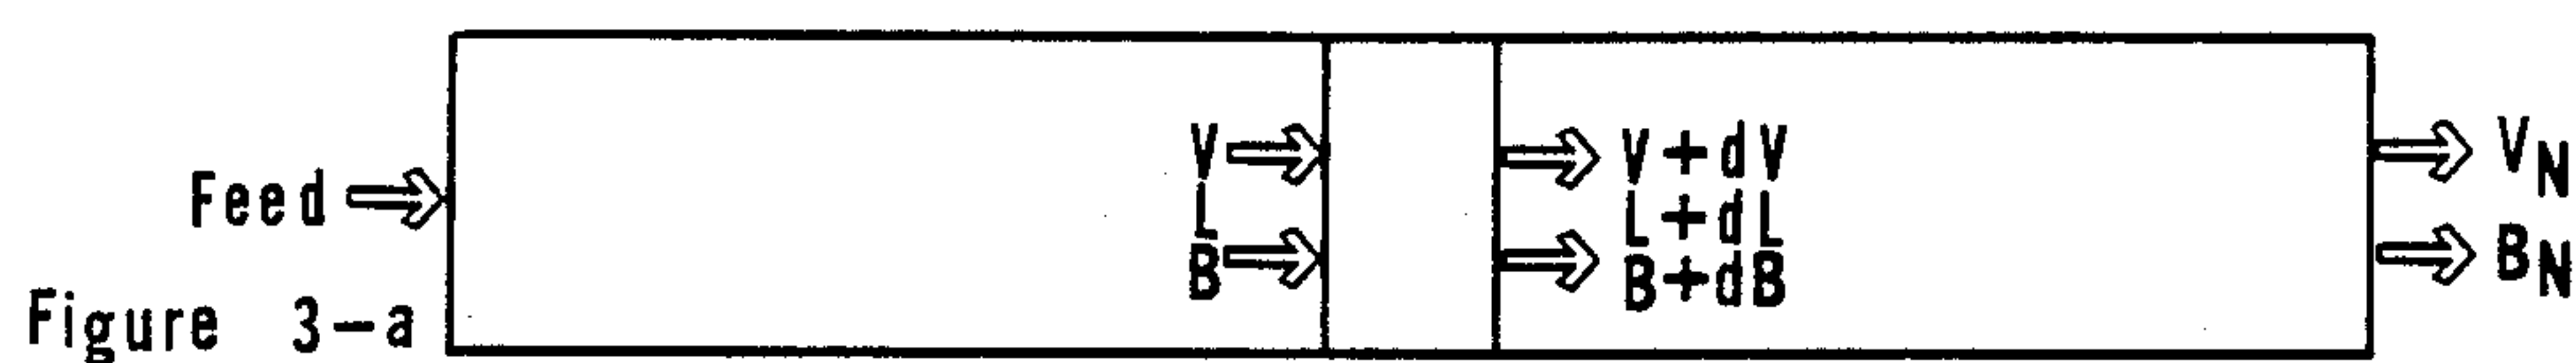 V V+dV V_N
Feed L L+dL
B B+dB B_N
Figure 3-a